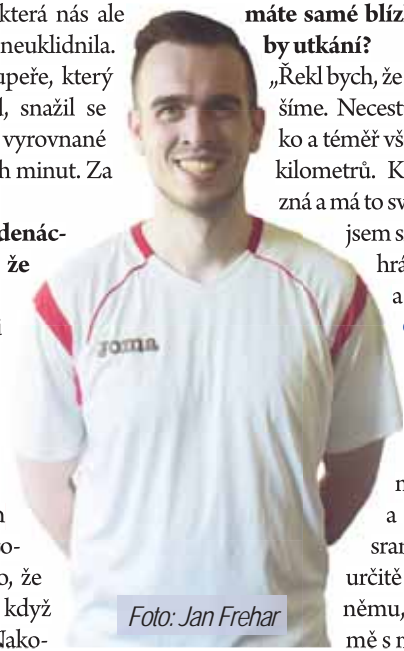 která nás ale
neuklidnila.
upeře, který
l, snažil se
vyrovnané
h minut. Za
denác-
že
i
ro-
o, že
když
Nako-
joma
Foto: Jan Frehar
máte samé blíz
by utkání?
„Řekl bych, že
šíme. Necest
ko a téměř vš
kilometrů. K
zná a má to sv
jsem s
hrá
a
a
sran
určitě
němu,
mě s n